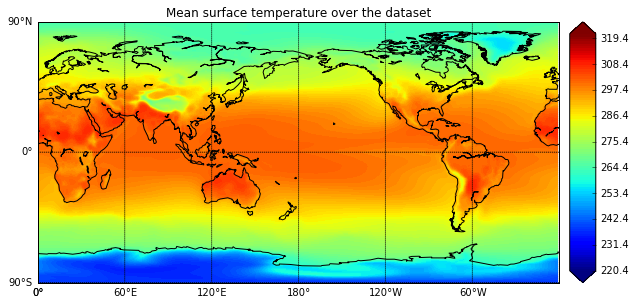 Mean surface temperature over the dataset
90°N
0°
90°S
0°
60°E
120°E
180°
120°W
60°W
319.4
308.4
297.4
286.4
275.4
264.4
253.4
242.4
231.4
220.4